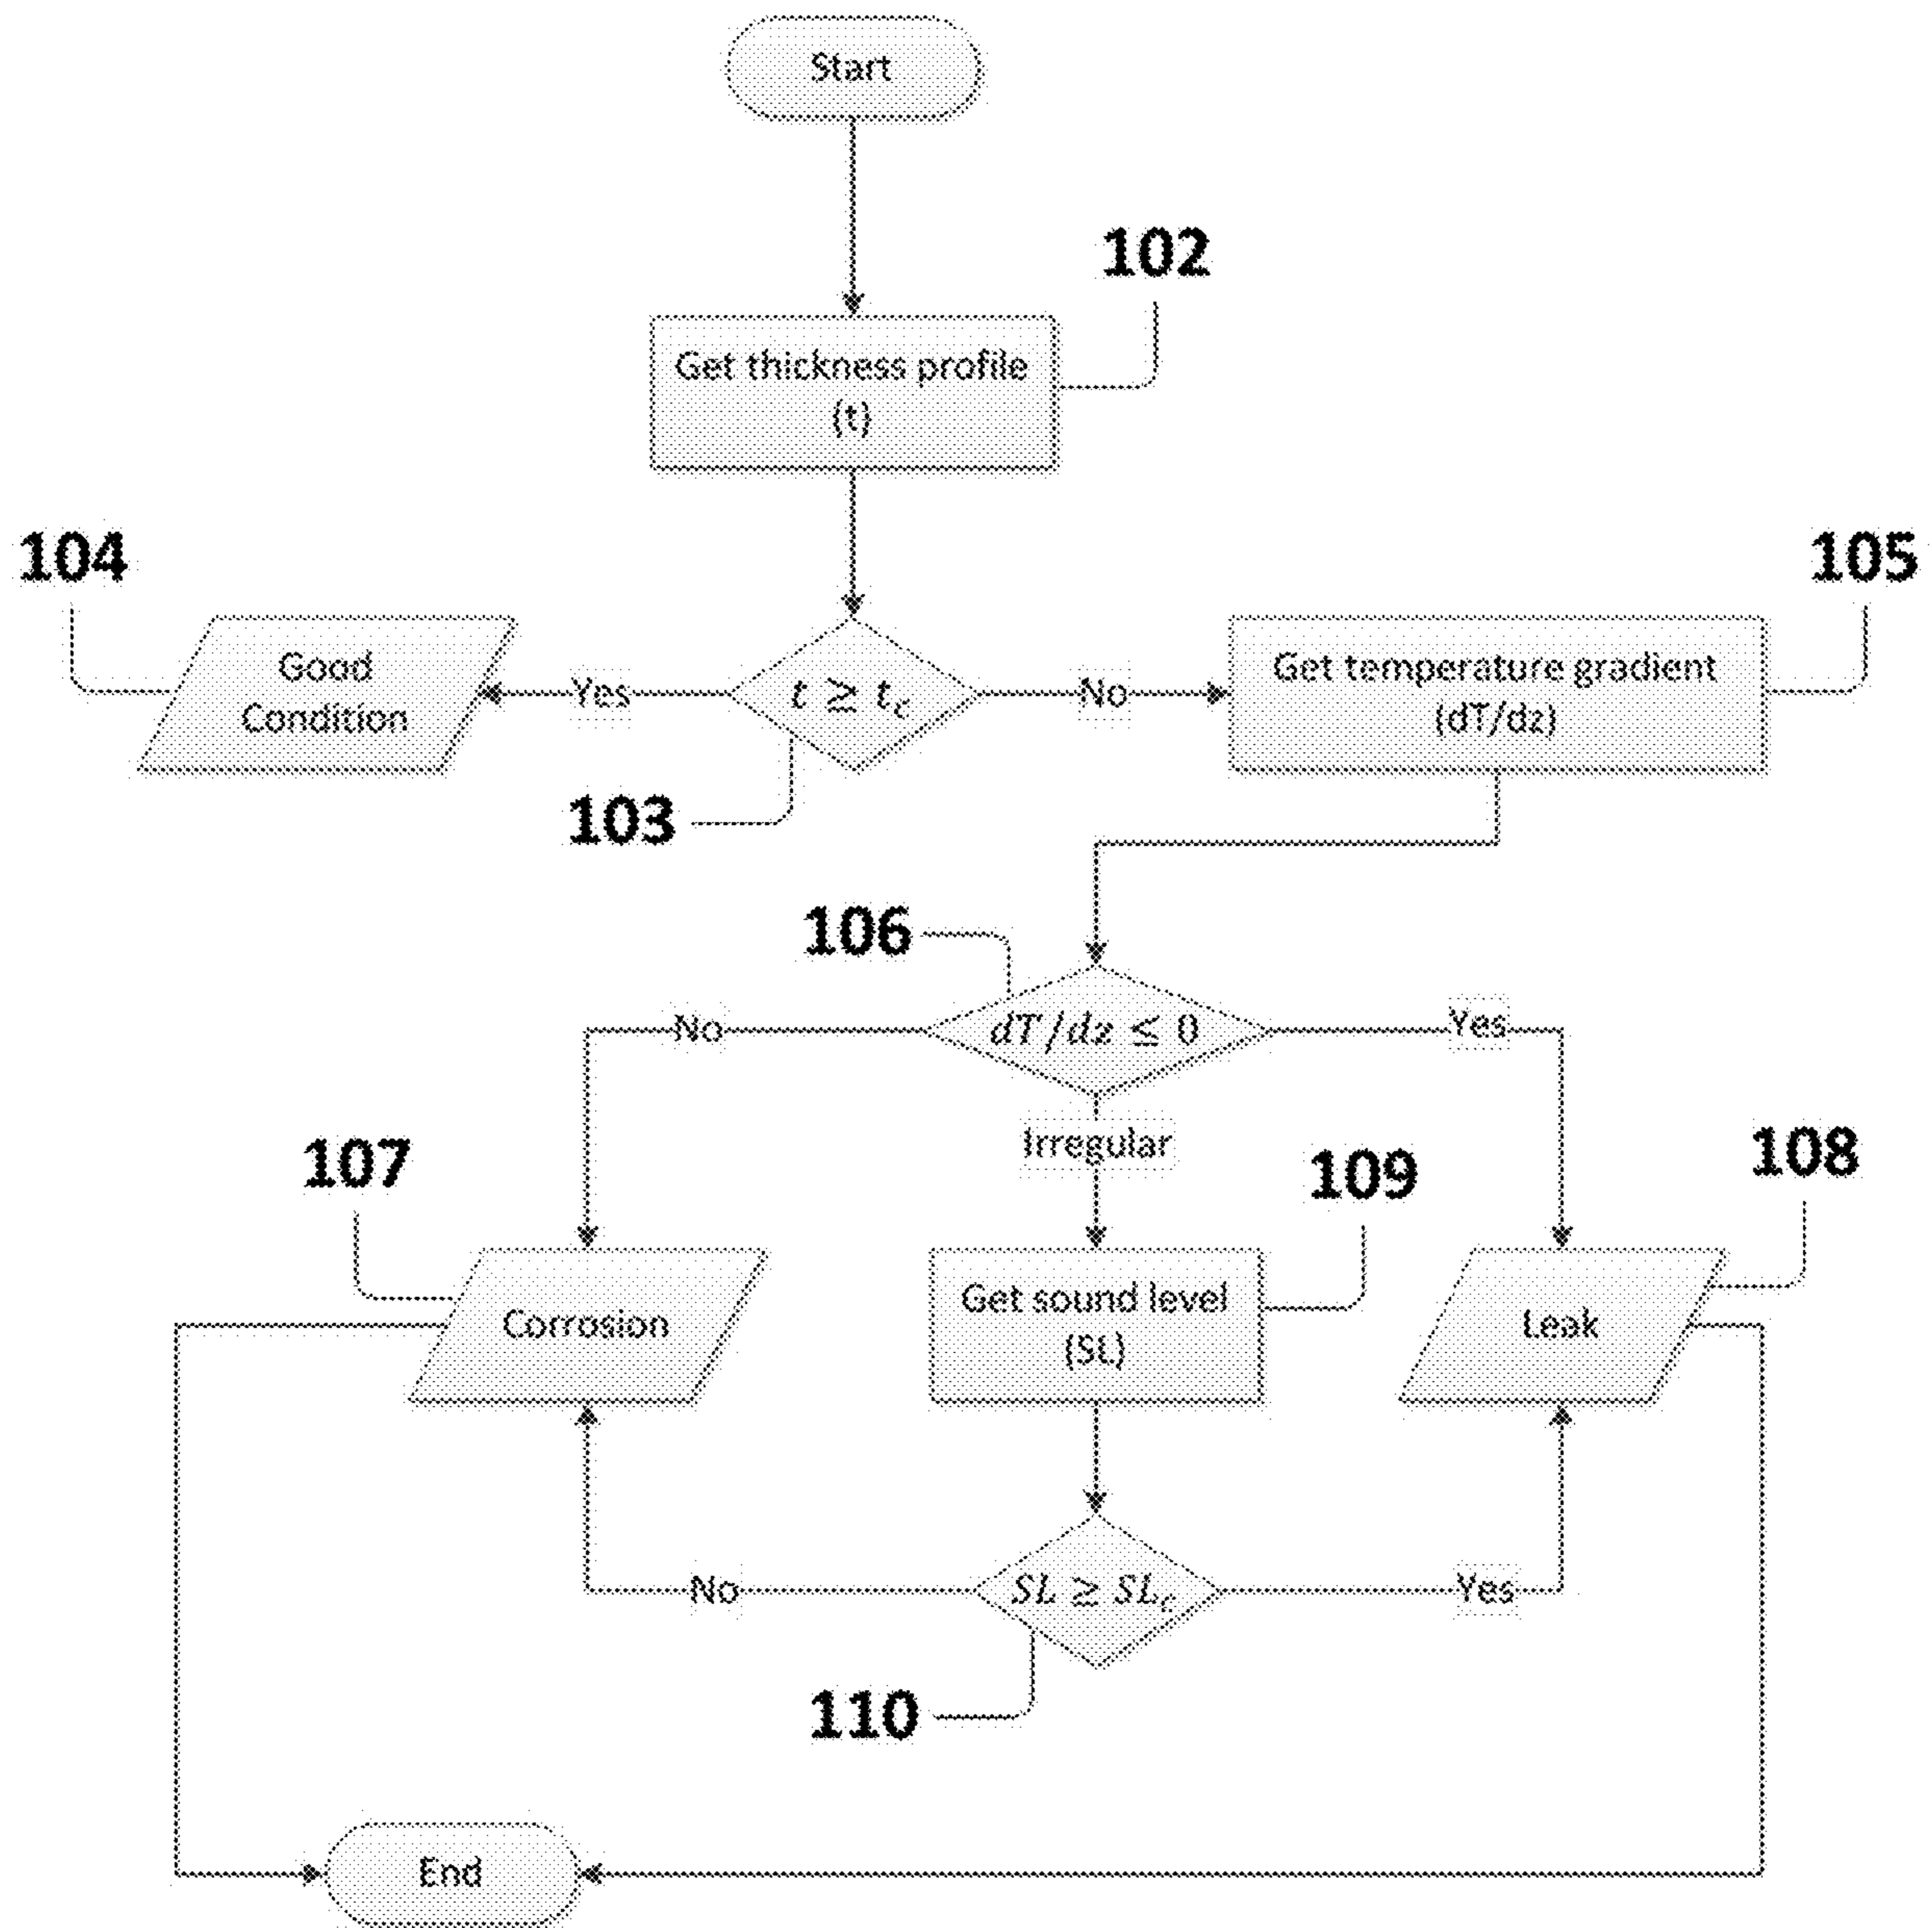 Start
102
Get thickness profile
(t)
104
105
Good
Condition
Yes
t ≥ t_c
No
Get temperature gradient
(dT/dz)
103
106
No
dT/dz ≤ 0
Yes
Irregular
107
109
108
Corrosion
Get sound level
(SL)
Leak
No
SL ≥ SL_c
Yes
110
End